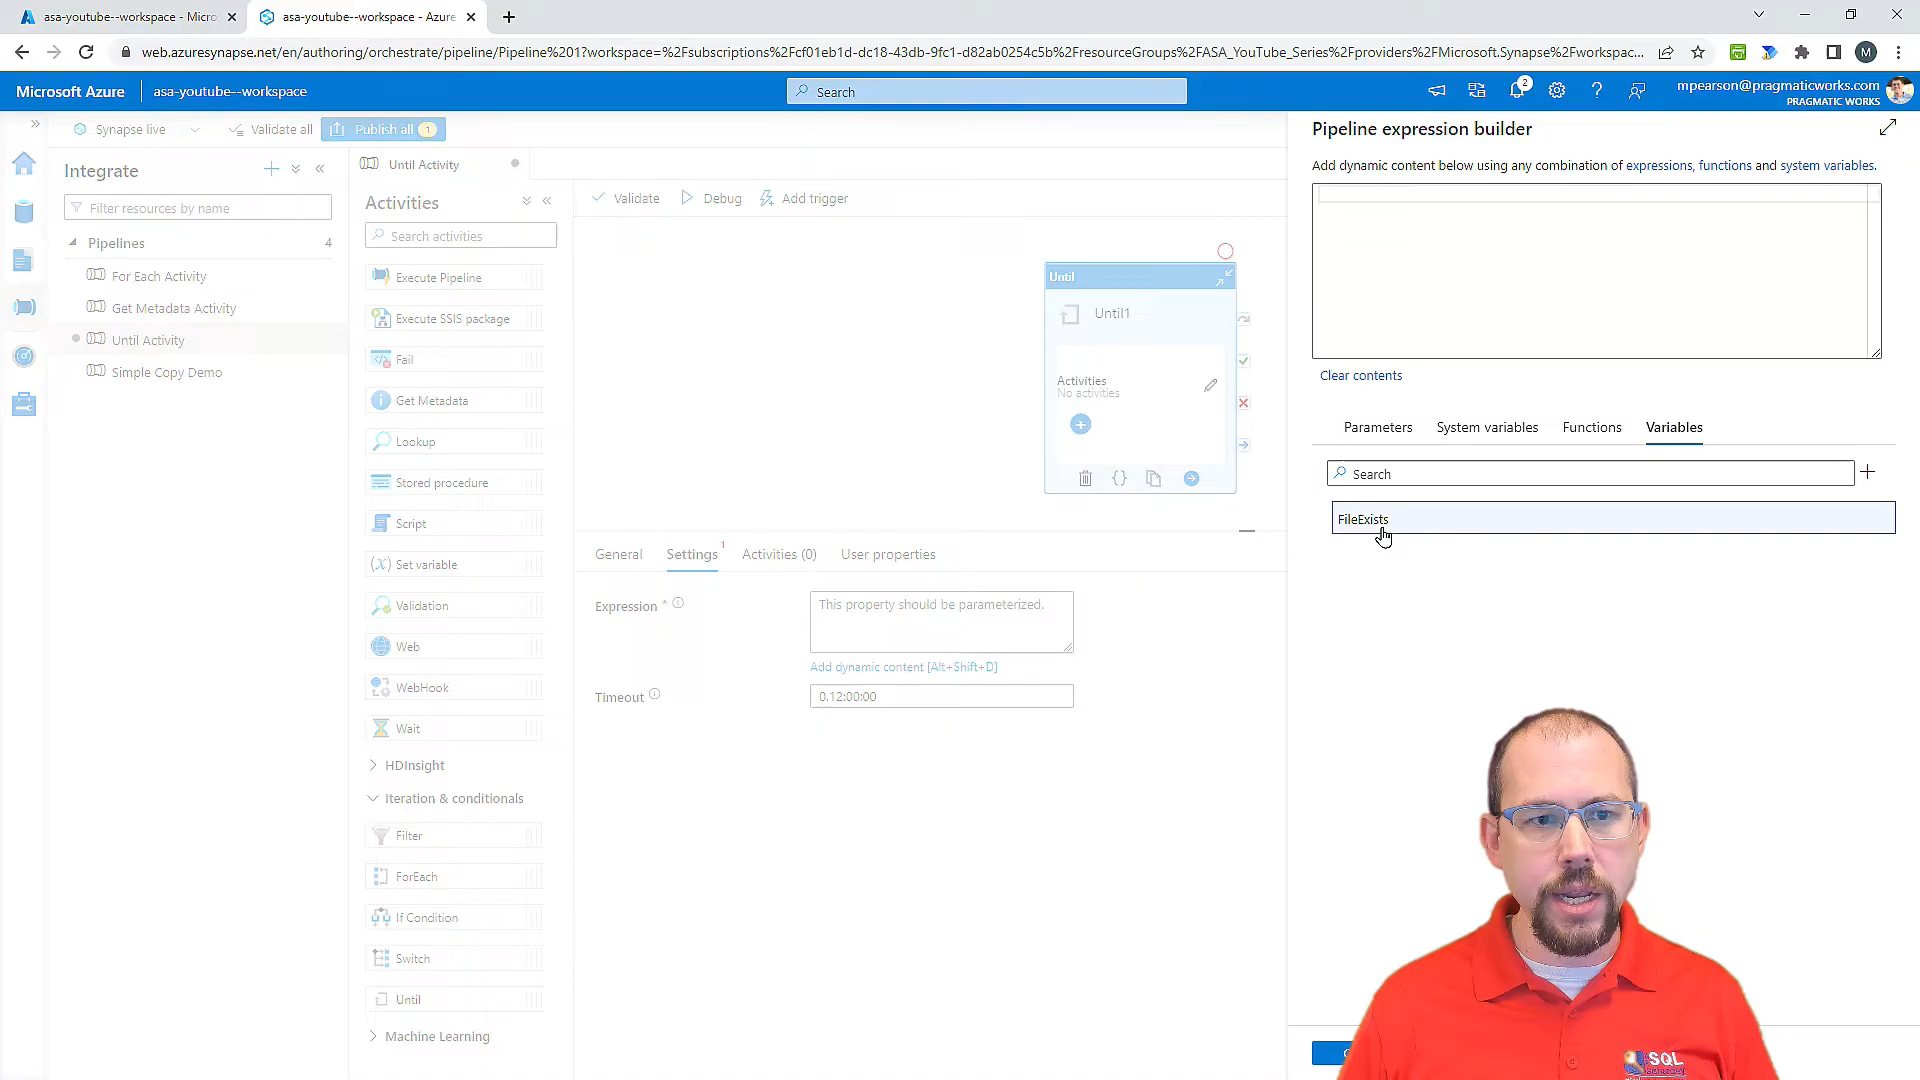 asa-youtube--workspace - Micro
asa-youtube--workspace - Azure
web.azuresynapse.net/en/authoring/orchestrate/pipeline/Pipeline%201?workspace=%2Fsubscriptions%2Fcf01eb1d-dc18-43db-9fc1-d82ab0254c5b%2FresourceGroups%2FASA_YouTube_Series%2Fproviders%2FMicrosoft.Synapse%2Fworkspac...
M
Microsoft Azure
asa-youtube--workspace
Search
2
mpearson@pragmaticworks.com
PRAGMATIC WORKS
Synapse live
Validate all
Publish all
1
Integrate
Filter resources by name
Pipelines
4
For Each Activity
Get Metadata Activity
Until Activity
Simple Copy Demo
Until Activity
Activities
Search activities
Execute Pipeline
Execute SSIS package
Fail
Get Metadata
Lookup
Stored procedure
Script
(x) Set variable
Validation
Web
WebHook
Wait
HDInsight
Iteration & conditionals
Filter
ForEach
If Condition
Switch
Until
Machine Learning
Validate
Debug
Add trigger
Until
Until1
Activities
No activities
General
Settings
1
Activities (0)
User properties
Expression *
This property should be parameterized.
Add dynamic content [Alt+Shift+D]
Timeout
0.12:00:00
Pipeline expression builder
Add dynamic content below using any combination of expressions, functions and system variables.
Clear contents
Parameters
System variables
Functions
Variables
Search
FileExists
SQL